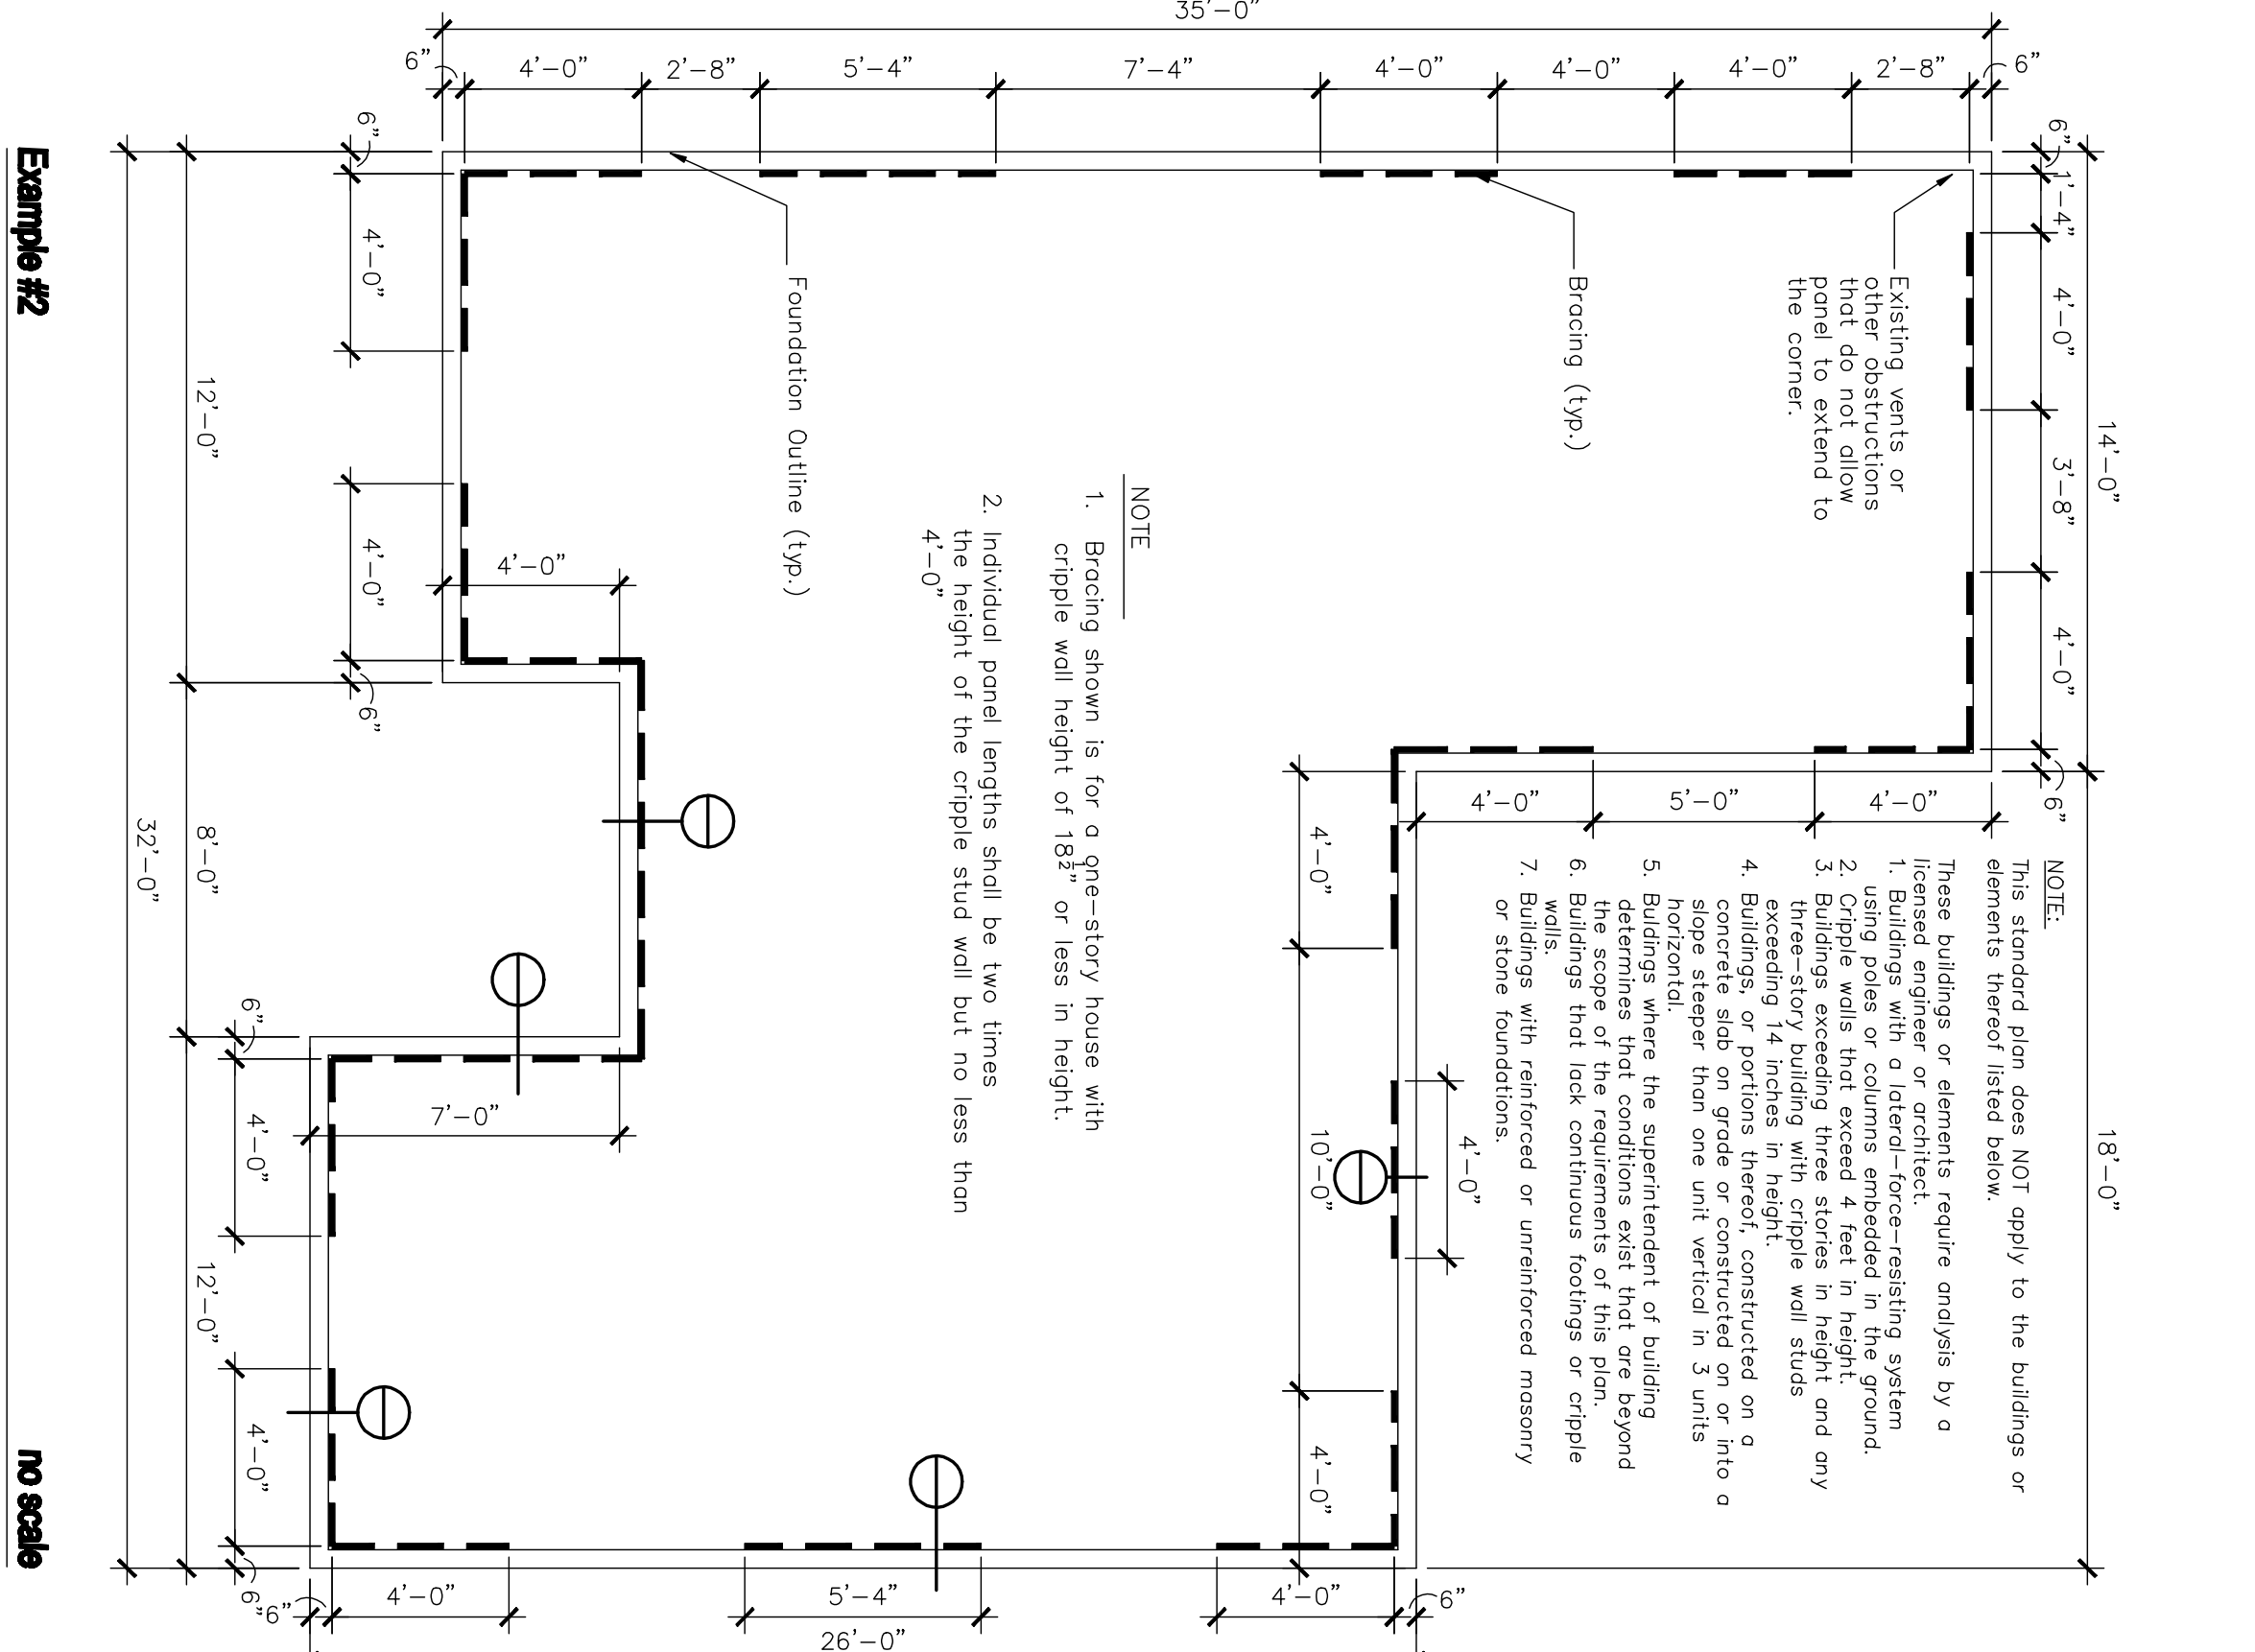 35'-0"
6"
4'-0"
2'-8"
5'-4"
7'-4"
4'-0"
4'-0"
4'-0"
2'-8"
6"
6"
1'-4"
4'-0"
3'-8"
4'-0"
6"
14'-0"
18'-0"
6"
4'-0"
4'-0"
6"
12'-0"
8'-0"
12'-0"
32'-0"
4'-0"
Foundation Outline (typ.)
Bracing (typ.)
Existing vents or
other obstructions
that do not allow
panel to extend to
the corner.
NOTE
1. Bracing shown is for a one-story house with
cripple wall height of 18½" or less in height.
2. Individual panel lengths shall be two times
the height of the cripple stud wall but no less than
4'-0"
4'-0"
5'-0"
4'-0"
NOTE:
This standard plan does NOT apply to the buildings or
elements thereof listed below.
These buildings or elements require analysis by a
licensed engineer or architect.
1. Buildings with a lateral-force-resisting system
using poles or columns embedded in the ground.
2. Cripple walls that exceed 4 feet in height.
3. Buildings exceeding three stories in height and any
three-story building with cripple wall studs
exceeding 14 inches in height.
4. Buildings, or portions thereof, constructed on a
concrete slab on grade or constructed on or into a
slope steeper than one unit vertical in 3 units
horizontal.
5. Buldings where the superintendent of building
determines that conditions exist that are beyond
the scope of the requirements of this plan.
6. Buildings that lack continuous footings or cripple
walls.
7. Buildings with reinforced or unreinforced masonry
or stone foundations.
4'-0"
10'-0"
4'-0"
4'-0"
7'-0"
6"
4'-0"
4'-0"
6"
6"
4'-0"
5'-4"
4'-0"
6"
26'-0"
Example #2
no scale